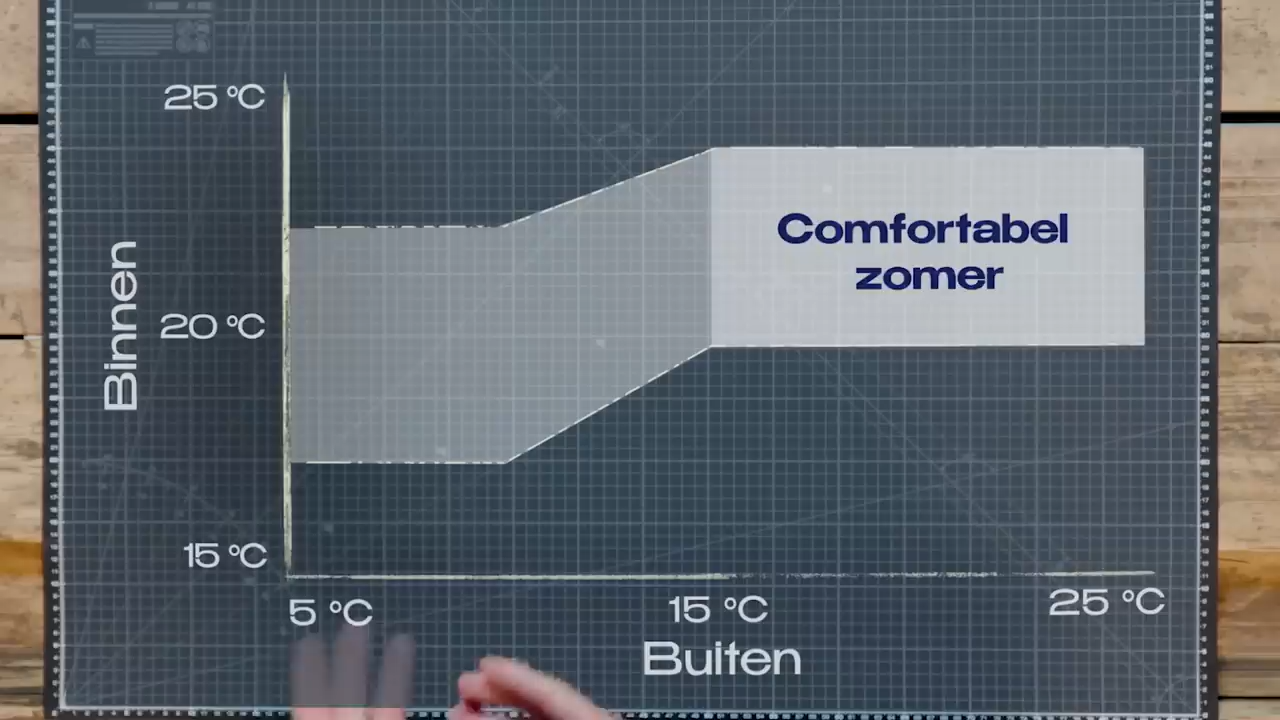 25 °C
Comfortabel
zomer
Binnen
20 °C
15 °C
5 °C
15 °C
25 °C
Buiten